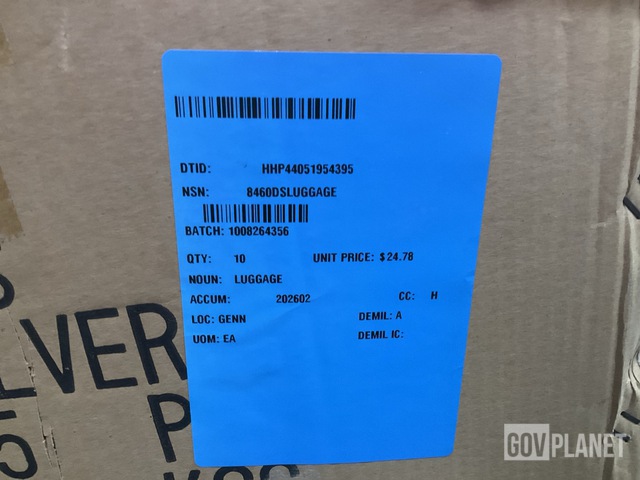 DTID: HHP44051954395
NSN: 8460DSLUGGAGE
BATCH: 1008264356
QTY: 10 UNIT PRICE: $24.78
NOUN: LUGGAGE
ACCUM: 202602 CC: H
LOC: GENN DEMIL: A
UOM: EA DEMIL IC:
LVER
P
GOVPLANET